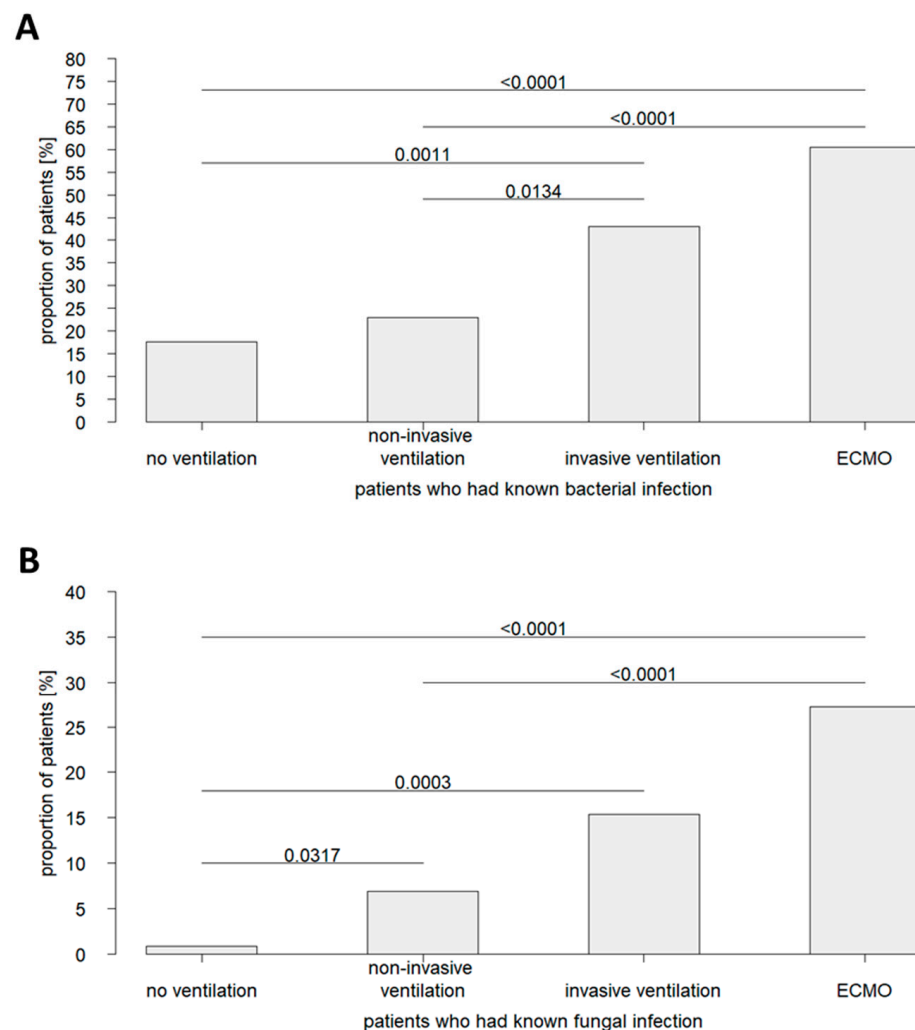 A
proportion of patients [%]
80
75
70
65
60
55
50
45
40
35
30
25
20
15
10
5
0
<0.0001
<0.0001
0.0011
0.0134
no ventilation
non-invasive
ventilation
invasive ventilation
ECMO
patients who had known bacterial infection
B
proportion of patients [%]
40
35
30
25
20
15
10
5
0
<0.0001
<0.0001
0.0003
0.0317
no ventilation
non-invasive
ventilation
invasive ventilation
ECMO
patients who had known fungal infection